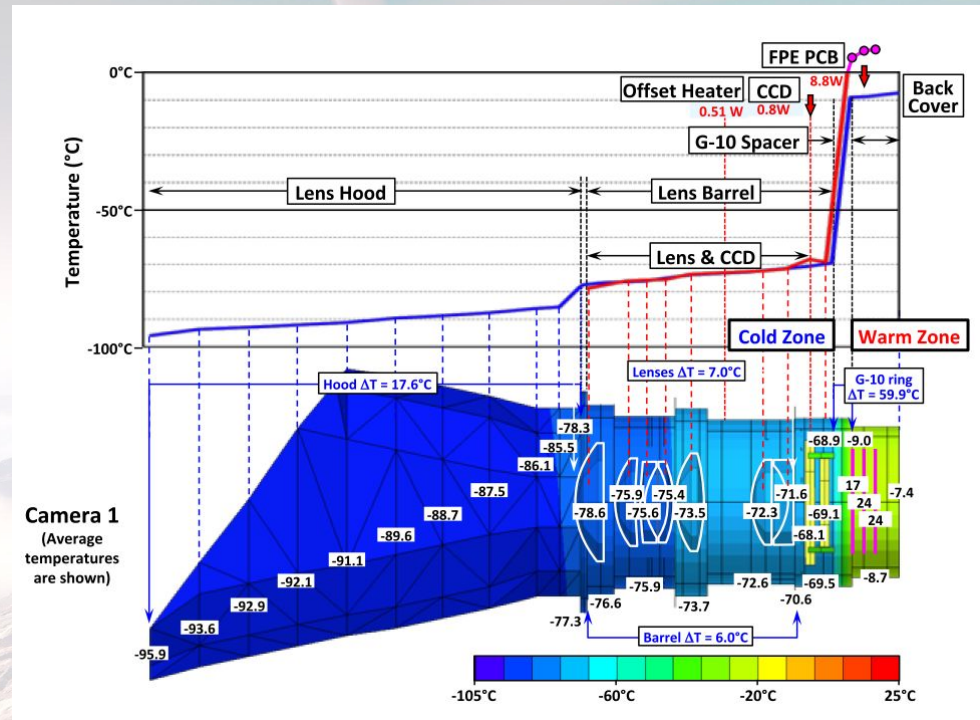 FPE PCB
0°C
Offset Heater
CCD
8.8W
Back
Cover
0.51 W
0.8W
G-10 Spacer
Temperature (°C)
Lens Hood
Lens Barrel
-50°C
Lens & CCD
Cold Zone
Warm Zone
-100°C
Hood ΔT = 17.6°C
Lenses ΔT = 7.0°C
G-10 ring
ΔT = 59.9°C
-78.3
-85.5
-86.1
-87.5
-88.7
-89.6
-91.1
-92.1
-92.9
-93.6
-95.9
-68.9
-9.0
-75.9
-75.4
-71.6
17
-7.4
-78.6
-75.6
-73.5
-72.3
-69.1
24
24
-68.1
Camera 1
(Average
temperatures
are shown)
-77.3
-76.6
-75.9
-73.7
-72.6
-70.6
-69.5
-8.7
Barrel ΔT = 6.0°C
-105°C
-60°C
-20°C
25°C